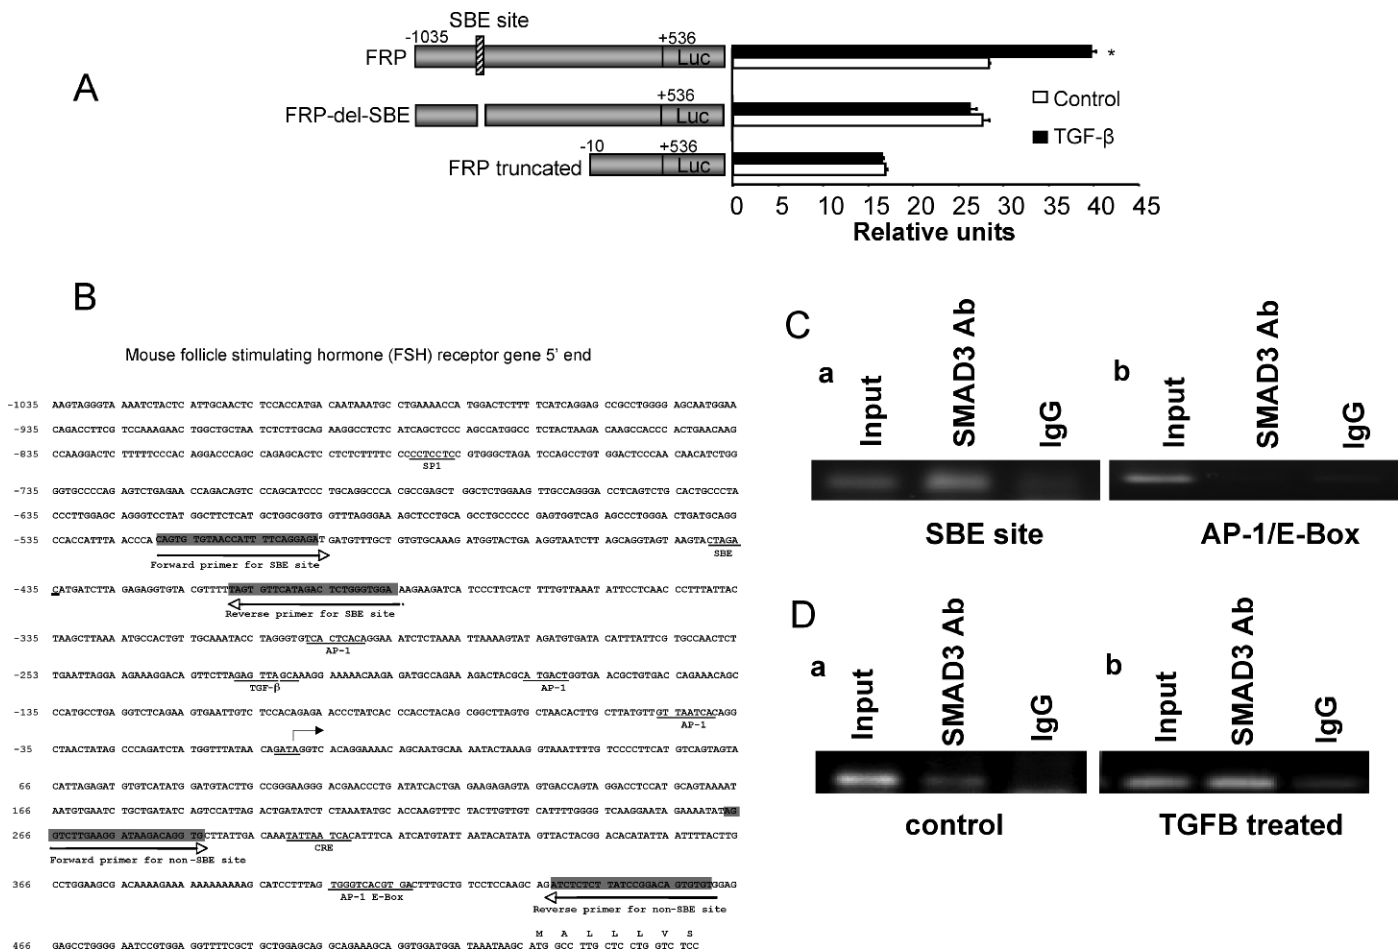 A
SBE site
-1035
+536
FRP
Luc
*
+536
FRP-del-SBE
Luc
-10
+536
FRP truncated
Luc
Control
TGF-β
0 5 10 15 20 25 30 35 40 45
Relative units
B
Mouse follicle stimulating hormone (FSH) receptor gene 5' end
-1035 AAGTAGGGTA AAATCTACTC ATTGCAACTC TCCACCATGA CAATAAATGC CTGAAAACCA TGGACTCTTT TCATCAGGAG CCGCCTGGGG AGCAATGGAA
-935 CAGACCTTCG TCCAAAGAAC TGGCTGCTAA TCTCTTGCAG AAGGCCTCTC ATCAGCTCCC AGCCATGGCC TCTACTAAGA CAAGCCACCC ACTGAACAAG
-835 CCAAGGACTC TTTTTCCCAC AGGACCCAGC CAGAGCACTC CCTCTCTTTTC CCCCTCCTCC GTGGGCTAGA TCCAGCCTGT GGACTCCCAA CAACATCTGG
SP1
-735 GGTGCCCCAG AGTCTGAGAA CCAGACAGTC CCAGCATCCC TGCAGGCCCA CGCCGAGCT GGCTCTGGAAG TTGCCAGGGA CCTCAGTCTG CACTGCCCTA
-635 CCCTTGGAGC AGGGTCCTAT GGCTTCTCAT GCTGGCGGTG GTTTAGGGAA AGCTCCTGCA GCCTGCCCCC GAGTGGTCAG AGCCCTGGGA CTGATGCAGG
-535 CCACCATTTA ACCCA CAGTG TGTAACCATT TTCAGGAGAT GATGTTTGCT GTGTGCAAAG ATGGTACTGA AGGTAATCTT AGCAGGTAGT AAGTACTAGA
SBE
Forward primer for SBE site
-435 CATGATCTTA GAGAGGTGTA CGTTTTTAGT GTTCATAGAC TCTGGGTGGA AAGAAGATCA TCCCTTCACT TTTGTTAAAT ATTCCTCAAC CCTTTATTAC
Reverse primer for SBE site
-335 TAAGCTTAAA ATGCCACTGT TGCAAATACC TAGGGTGTCA CTCACAGGAA ATCTCTAAAA TTAAAAGTAT AGATGTGATA CATTTATTCG TGCCAACTCT
AP-1
-253 TGAATTAGGA AGAAAGGACA GTTCTTAGAG TTAGCAAAGG AAAAACAAGA GATGCCAGAA AGACTACGCA TGACTGGTGA ACGCTGTGAC CAGAAACAGC
TGF-β
AP-1
-135 CCATGCCTGA GGTCTCAGAA GTGAATTGTC TCCACAGAGA ACCCTATCAC CCACCTACAG CGGCTTAGTG CTAACACTTG CTTATGTTGT TAATCACAGG
AP-1
-35 CTAACTATAG CCCAGATCTA TGGTTTATAA CAGATAGGTC ACAGGAAAAC AGCAATGCAA AATACTAAAG GTAAATTTTG TCCCCTTCAT GTCAGTAGTA
66 CATTAGAGAT GTGTCATATG GATGTACTTG CCGGGAAGGG ACGAACCCTG ATATCACTGA GAAGAGAGTA GTGACCAGTA GGACCTCCAT GCAGTAAAAT
166 AATGTGAATC TGCTGATATC AGTCCATTAG ACTGATATCT CTAAATATGC ACCAAGTTTC TACTTGTTGT CATTTTGGGG TCAAGGAATA GAAAATATAG
266 GTCTTGAAGG ATAAGACAGG TGCTTATTGA CAAATATTAA TCACATTTCA ATCATGTATT AATACATATA GTTACTACGG ACACATATTA ATTTTACTTG
CRE
Forward primer for non-SBE site
366 CCTGGAAGCG ACAAAAGAAA AAAAAAAAAG CATCCTTTAG TGGGTCACGT GACTTTGCTG TCCTCCAAGC AGATCTCTCT TATCCGGACA GTGTGTGGAG
AP-1 E-Box
Reverse primer for non-SBE site
M A L L L V S
466 GAGCCTGGGG AATCCGTGGA GGTTTTCGCT GCTGGAGCAG GCAGAAAGCA GGTGGATGGA TAAATAAGC ATG GCC TTG CTC CTG GTC TCC
C
a
Input
SMAD3 Ab
IgG
SBE site
b
Input
SMAD3 Ab
IgG
AP-1/E-Box
D
a
Input
SMAD3 Ab
IgG
control
b
Input
SMAD3 Ab
IgG
TGFB treated